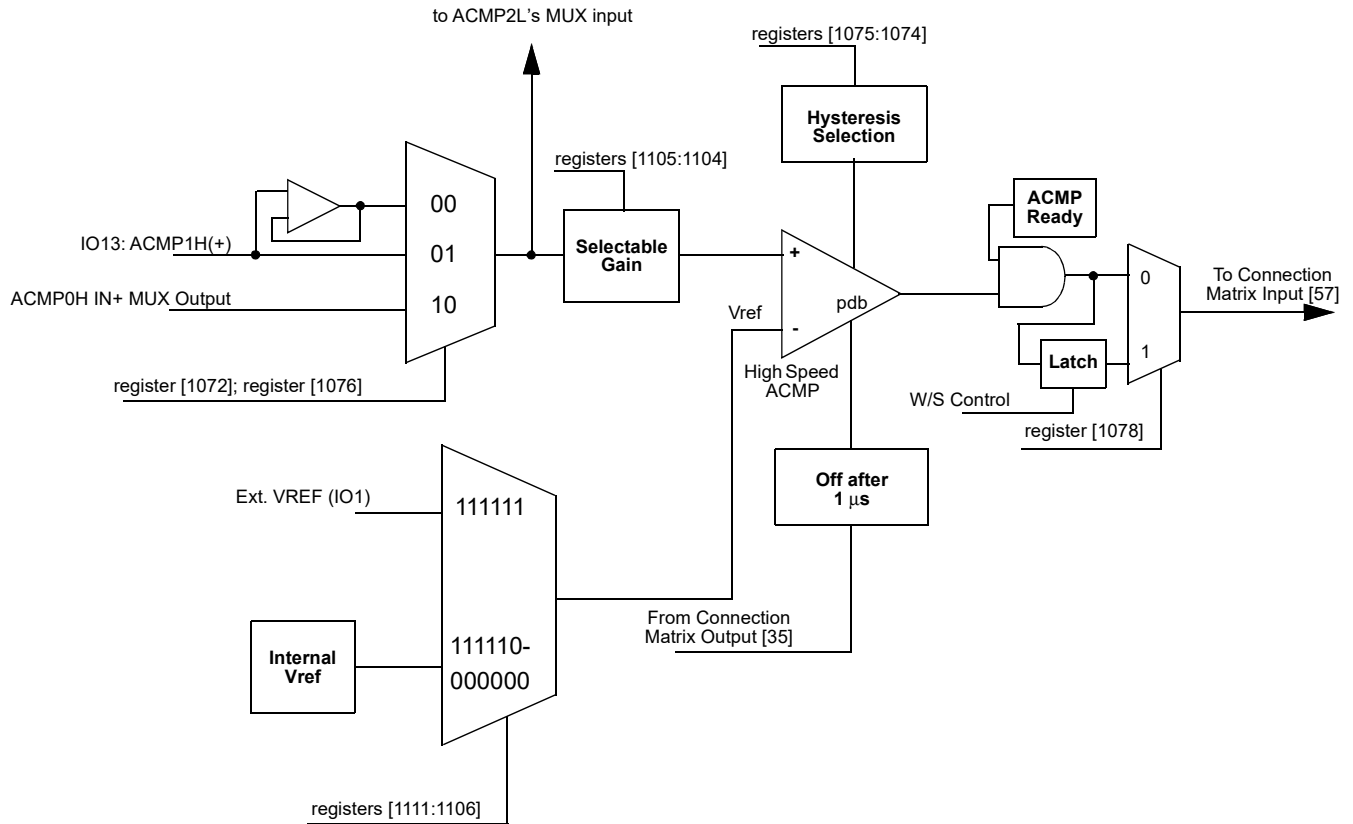 to ACMP2L's MUX input
registers [1075:1074]
Hysteresis
Selection
registers [1105:1104]
ACMP
Ready
00
IO13: ACMP1H(+)
01
Selectable
Gain
+
0
To Connection
Matrix Input [57]
ACMP0H IN+ MUX Output
10
pdb
Vref
-
1
Latch
High Speed
ACMP
register [1072]; register [1076]
W/S Control
register [1078]
Off after
1 μs
Ext. VREF (IO1)
111111
From Connection
Matrix Output [35]
Internal
Vref
111110-
000000
registers [1111:1106]